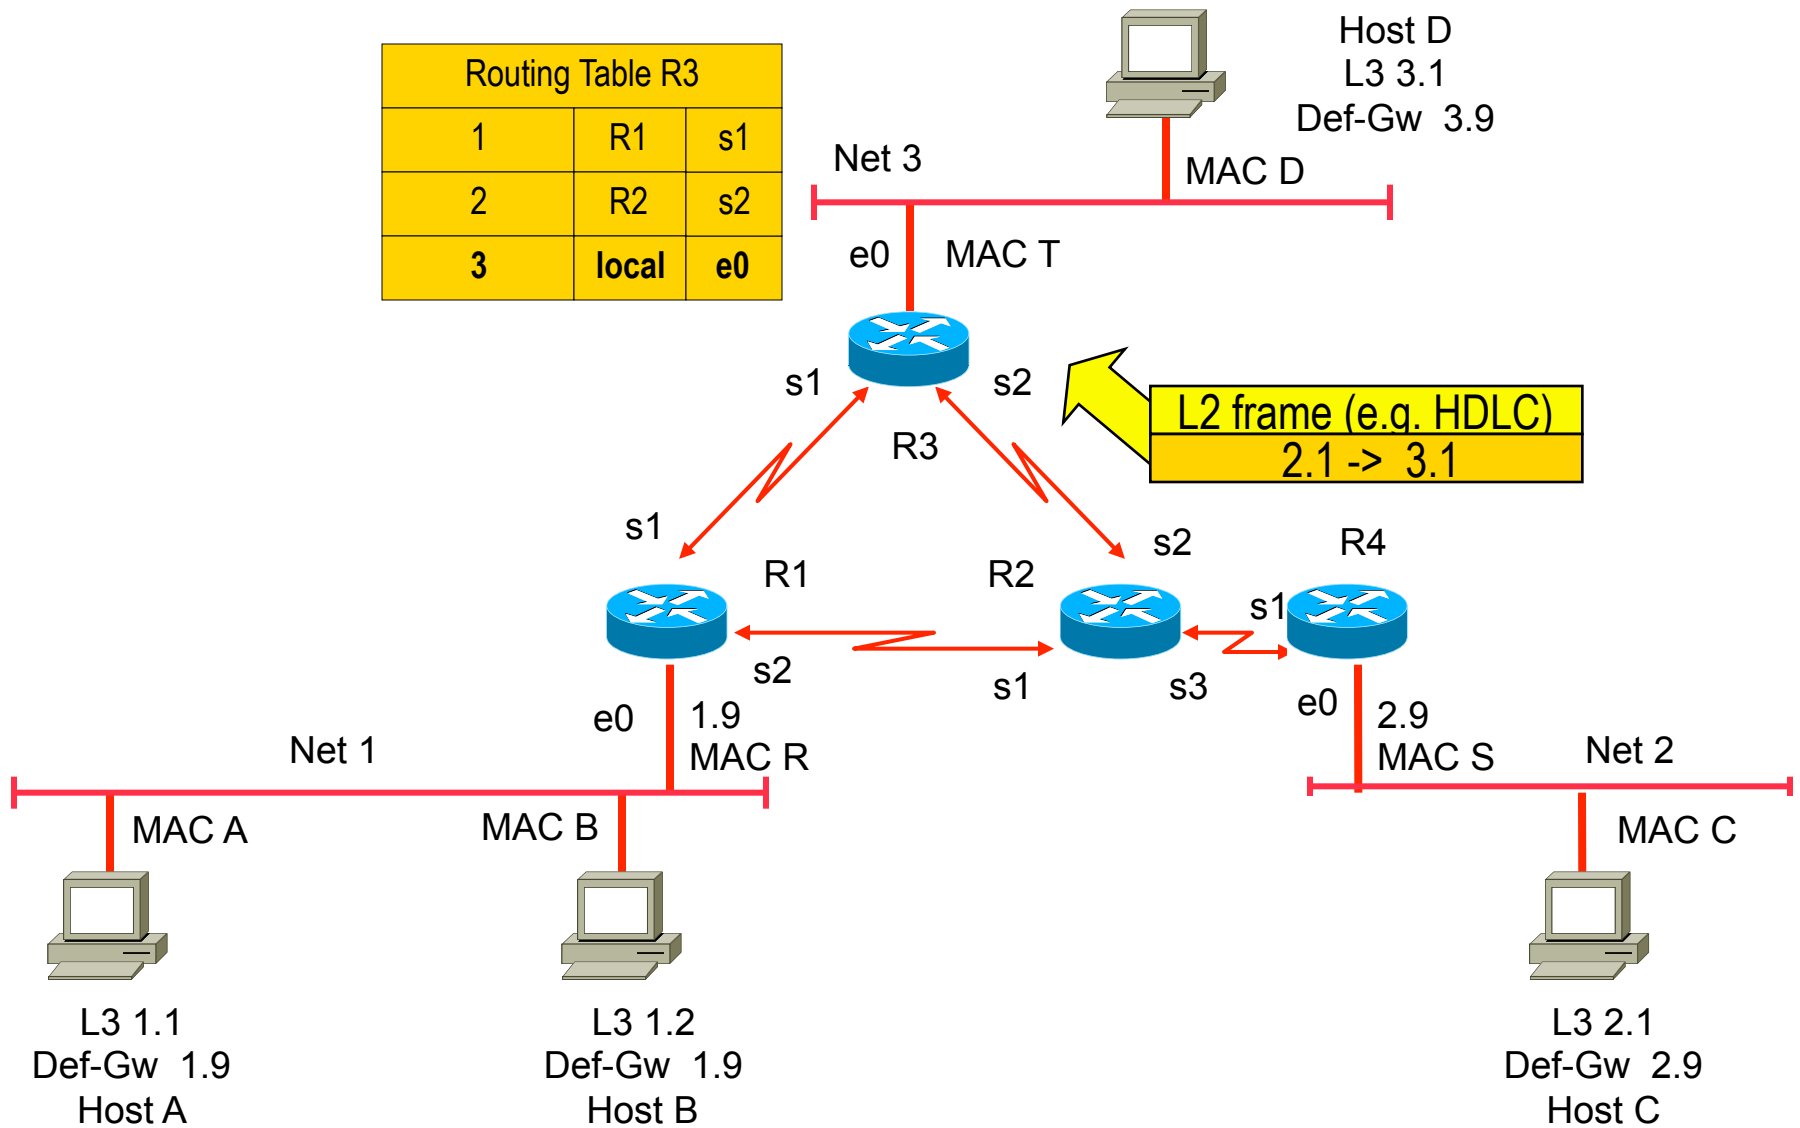 Routing Table R3
1 R1 s1
2 R2 s2
3 local e0
Host D
L3 3.1
Def-Gw 3.9
Net 3
MAC D
e0
MAC T
s1
s2
R3
L2 frame (e.g. HDLC)
2.1 -> 3.1
s1
s2
R4
R1
R2
s1
s2
s1
s3
e0
1.9
MAC R
e0
2.9
MAC S
Net 1
Net 2
MAC A
MAC B
MAC C
L3 1.1
Def-Gw 1.9
Host A
L3 1.2
Def-Gw 1.9
Host B
L3 2.1
Def-Gw 2.9
Host C